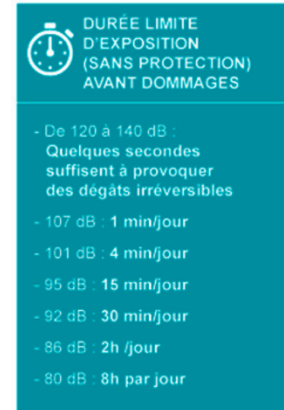 DURÉE LIMITE
D'EXPOSITION
(SANS PROTECTION)
AVANT DOMMAGES
- De 120 à 140 dB :
Quelques secondes
suffisent à provoquer
des dégâts irréversibles
- 107 dB : 1 min/jour
- 101 dB : 4 min/jour
- 95 dB : 15 min/jour
- 92 dB : 30 min/jour
- 86 dB : 2h /jour
- 80 dB : 8h par jour